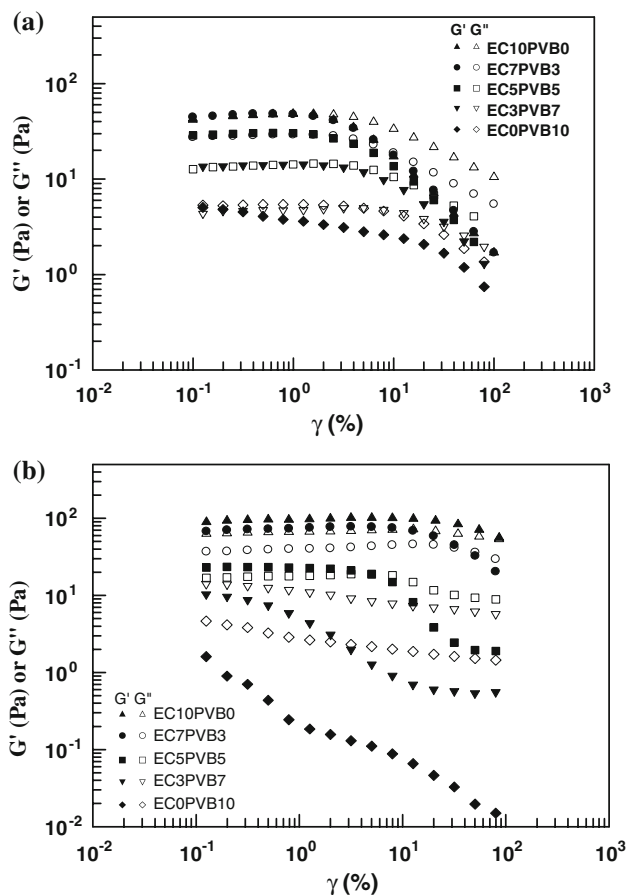 (a)
G' G"
EC10PVB0
EC7PVB3
EC5PVB5
EC3PVB7
EC0PVB10
G' (Pa) or G" (Pa)
10^2
10^1
10^0
10^-1
10^-2 10^-1 10^0 10^1 10^2 10^3
γ (%)
(b)
G' (Pa) or G" (Pa)
10^2
10^1
10^0
10^-1
10^-2
G' G"
EC10PVB0
EC7PVB3
EC5PVB5
EC3PVB7
EC0PVB10
10^-2 10^-1 10^0 10^1 10^2 10^3
γ (%)